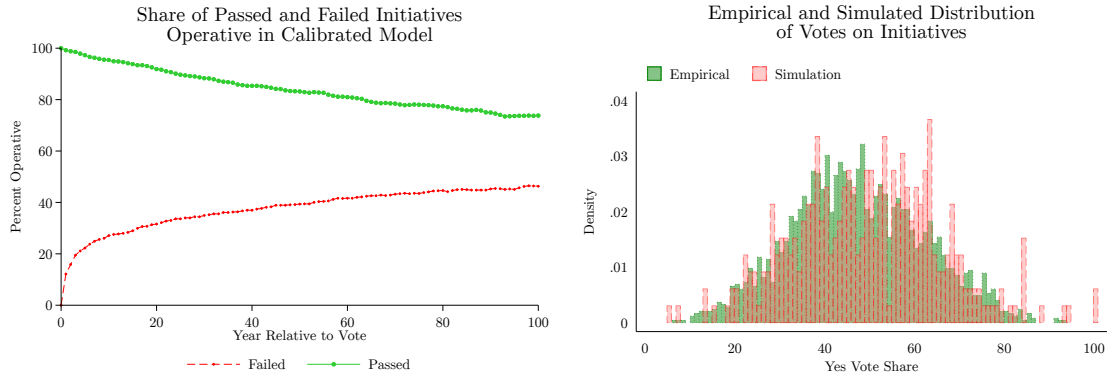 Share of Passed and Failed Initiatives
Operative in Calibrated Model
Percent Operative
100
80
60
40
20
0
0 20 40 60 80 100
Year Relative to Vote
Failed Passed
Empirical and Simulated Distribution
of Votes on Initiatives
Empirical Simulation
Density
.04
.03
.02
.01
0
0 20 40 60 80 100
Yes Vote Share